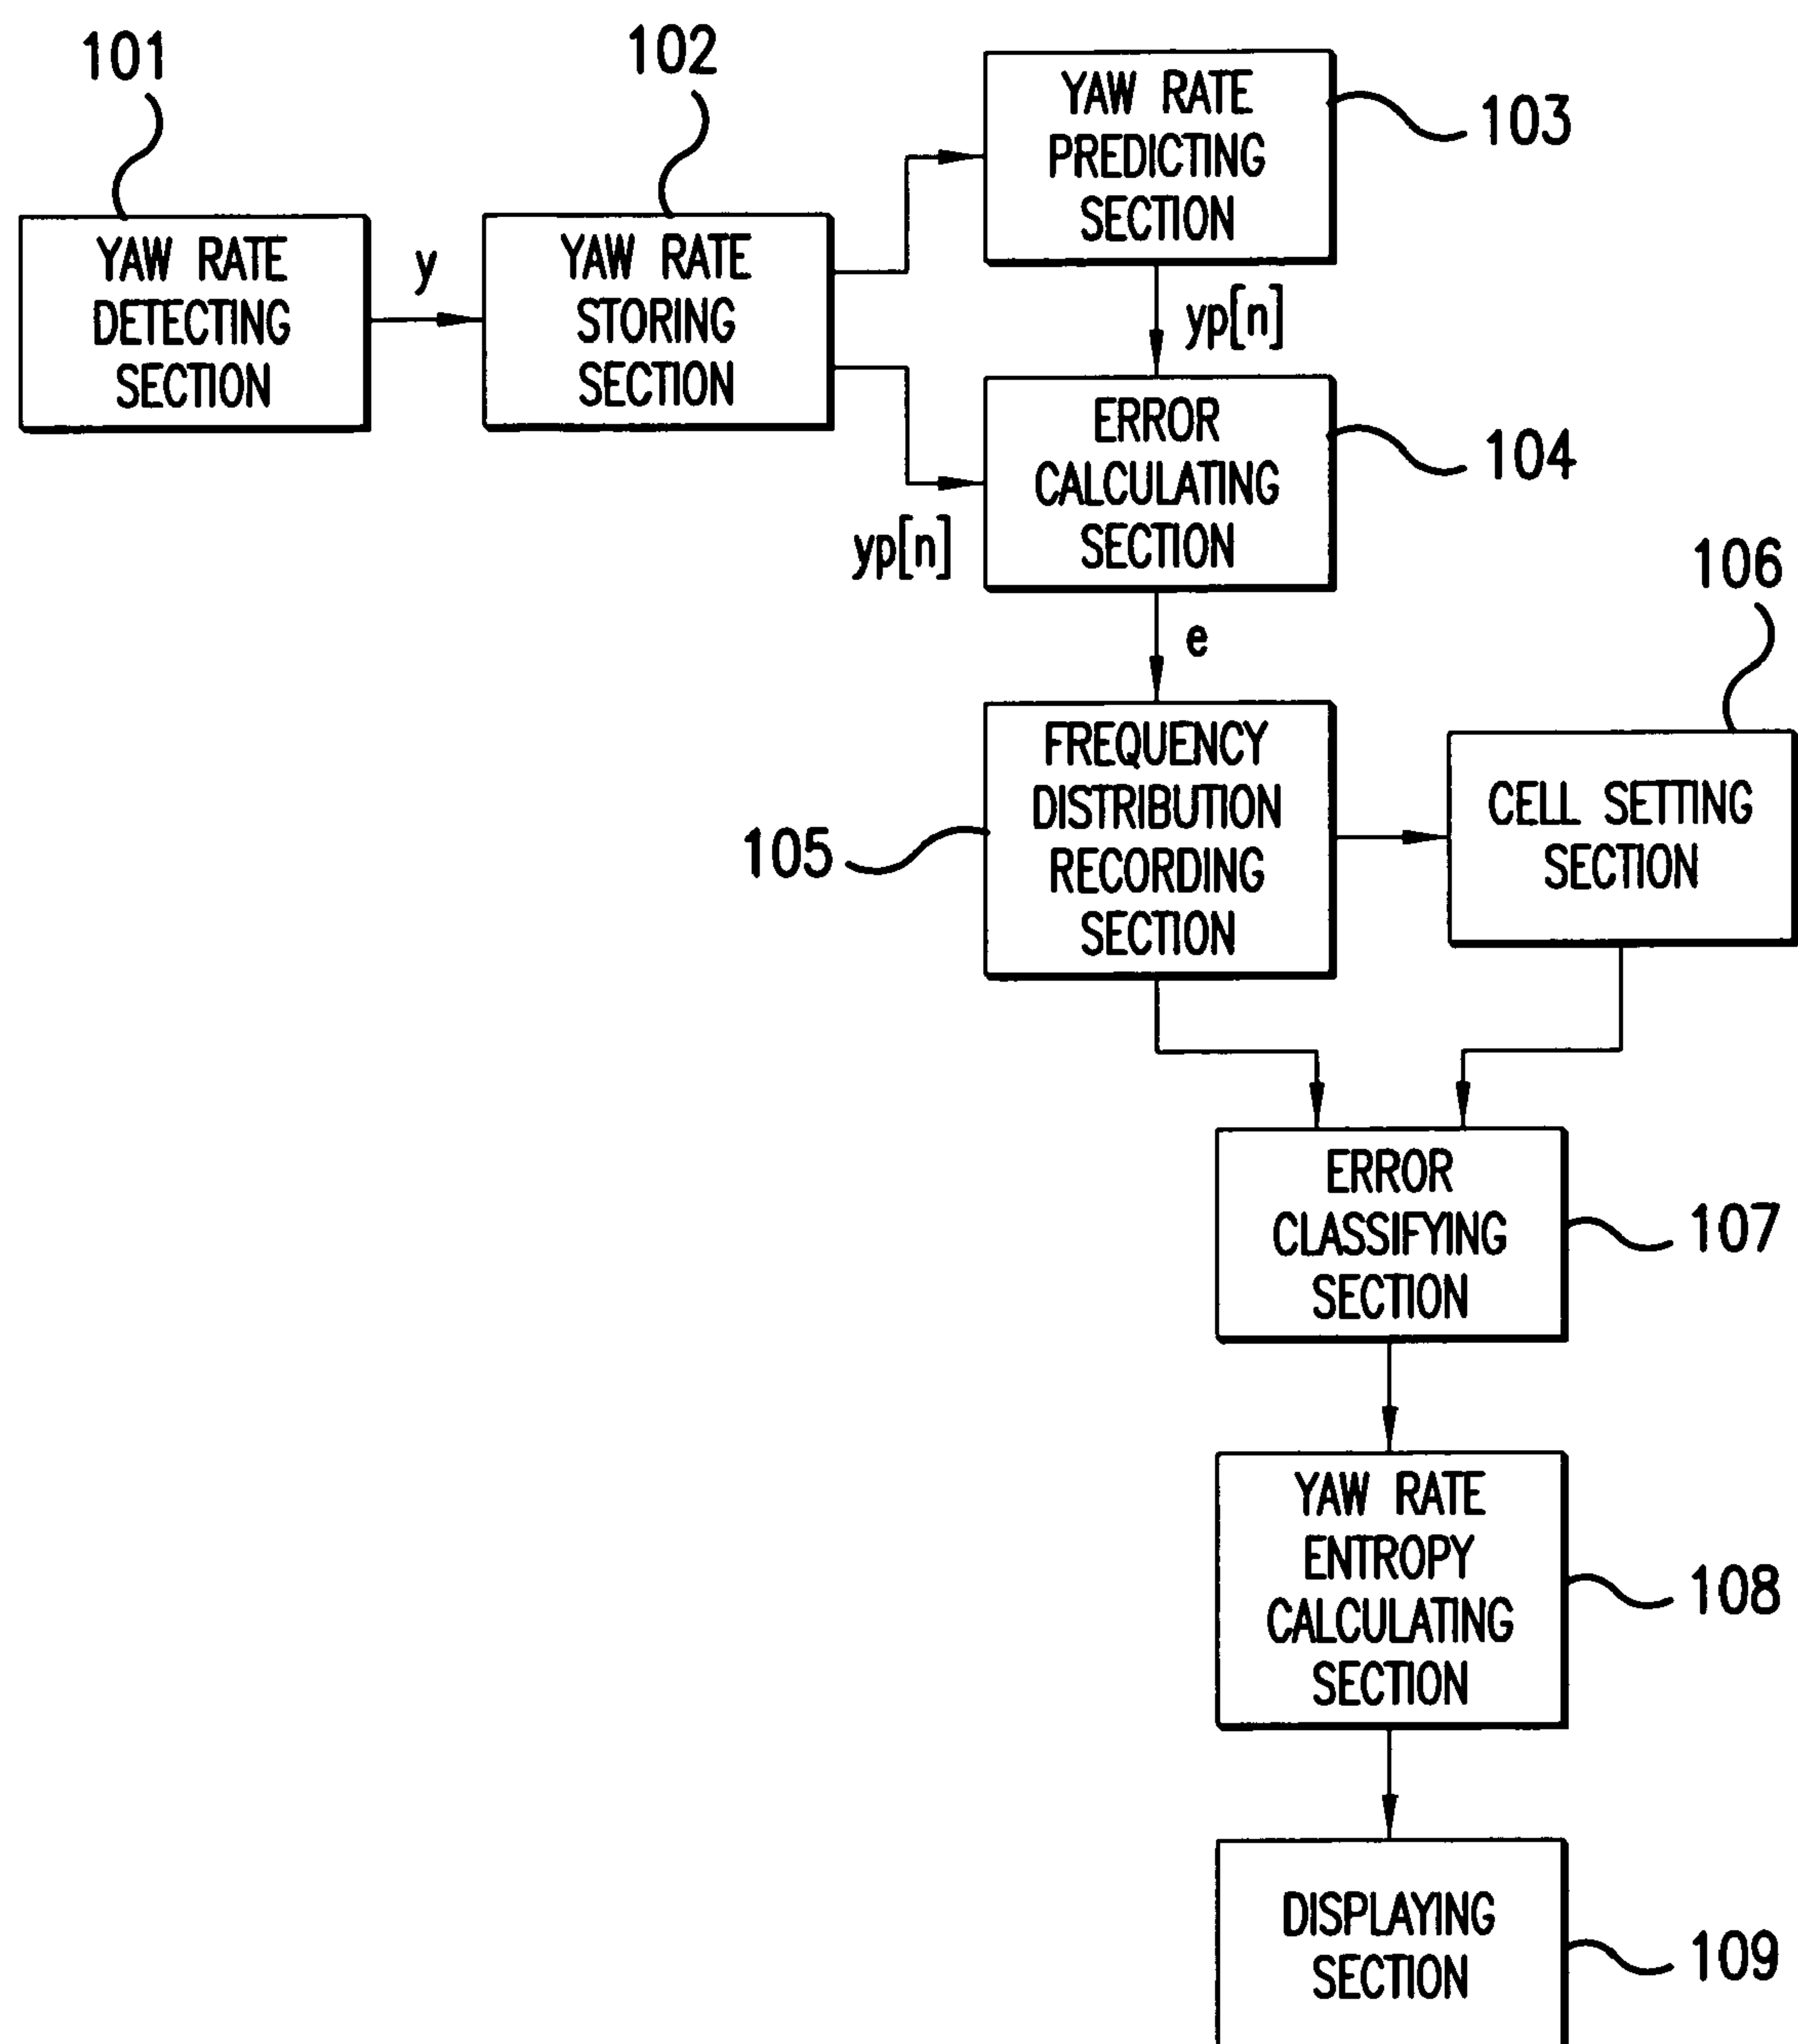 101
102
YAW RATE
PREDICTING
SECTION
103
YAW RATE
DETECTING
SECTION
y
YAW RATE
STORING
SECTION
yp[n]
ERROR
CALCULATING
SECTION
104
yp[n]
106
e
FREQUENCY
DISTRIBUTION
RECORDING
SECTION
105
CELL SETTING
SECTION
ERROR
CLASSIFYING
SECTION
107
YAW RATE
ENTROPY
CALCULATING
SECTION
108
DISPLAYING
SECTION
109